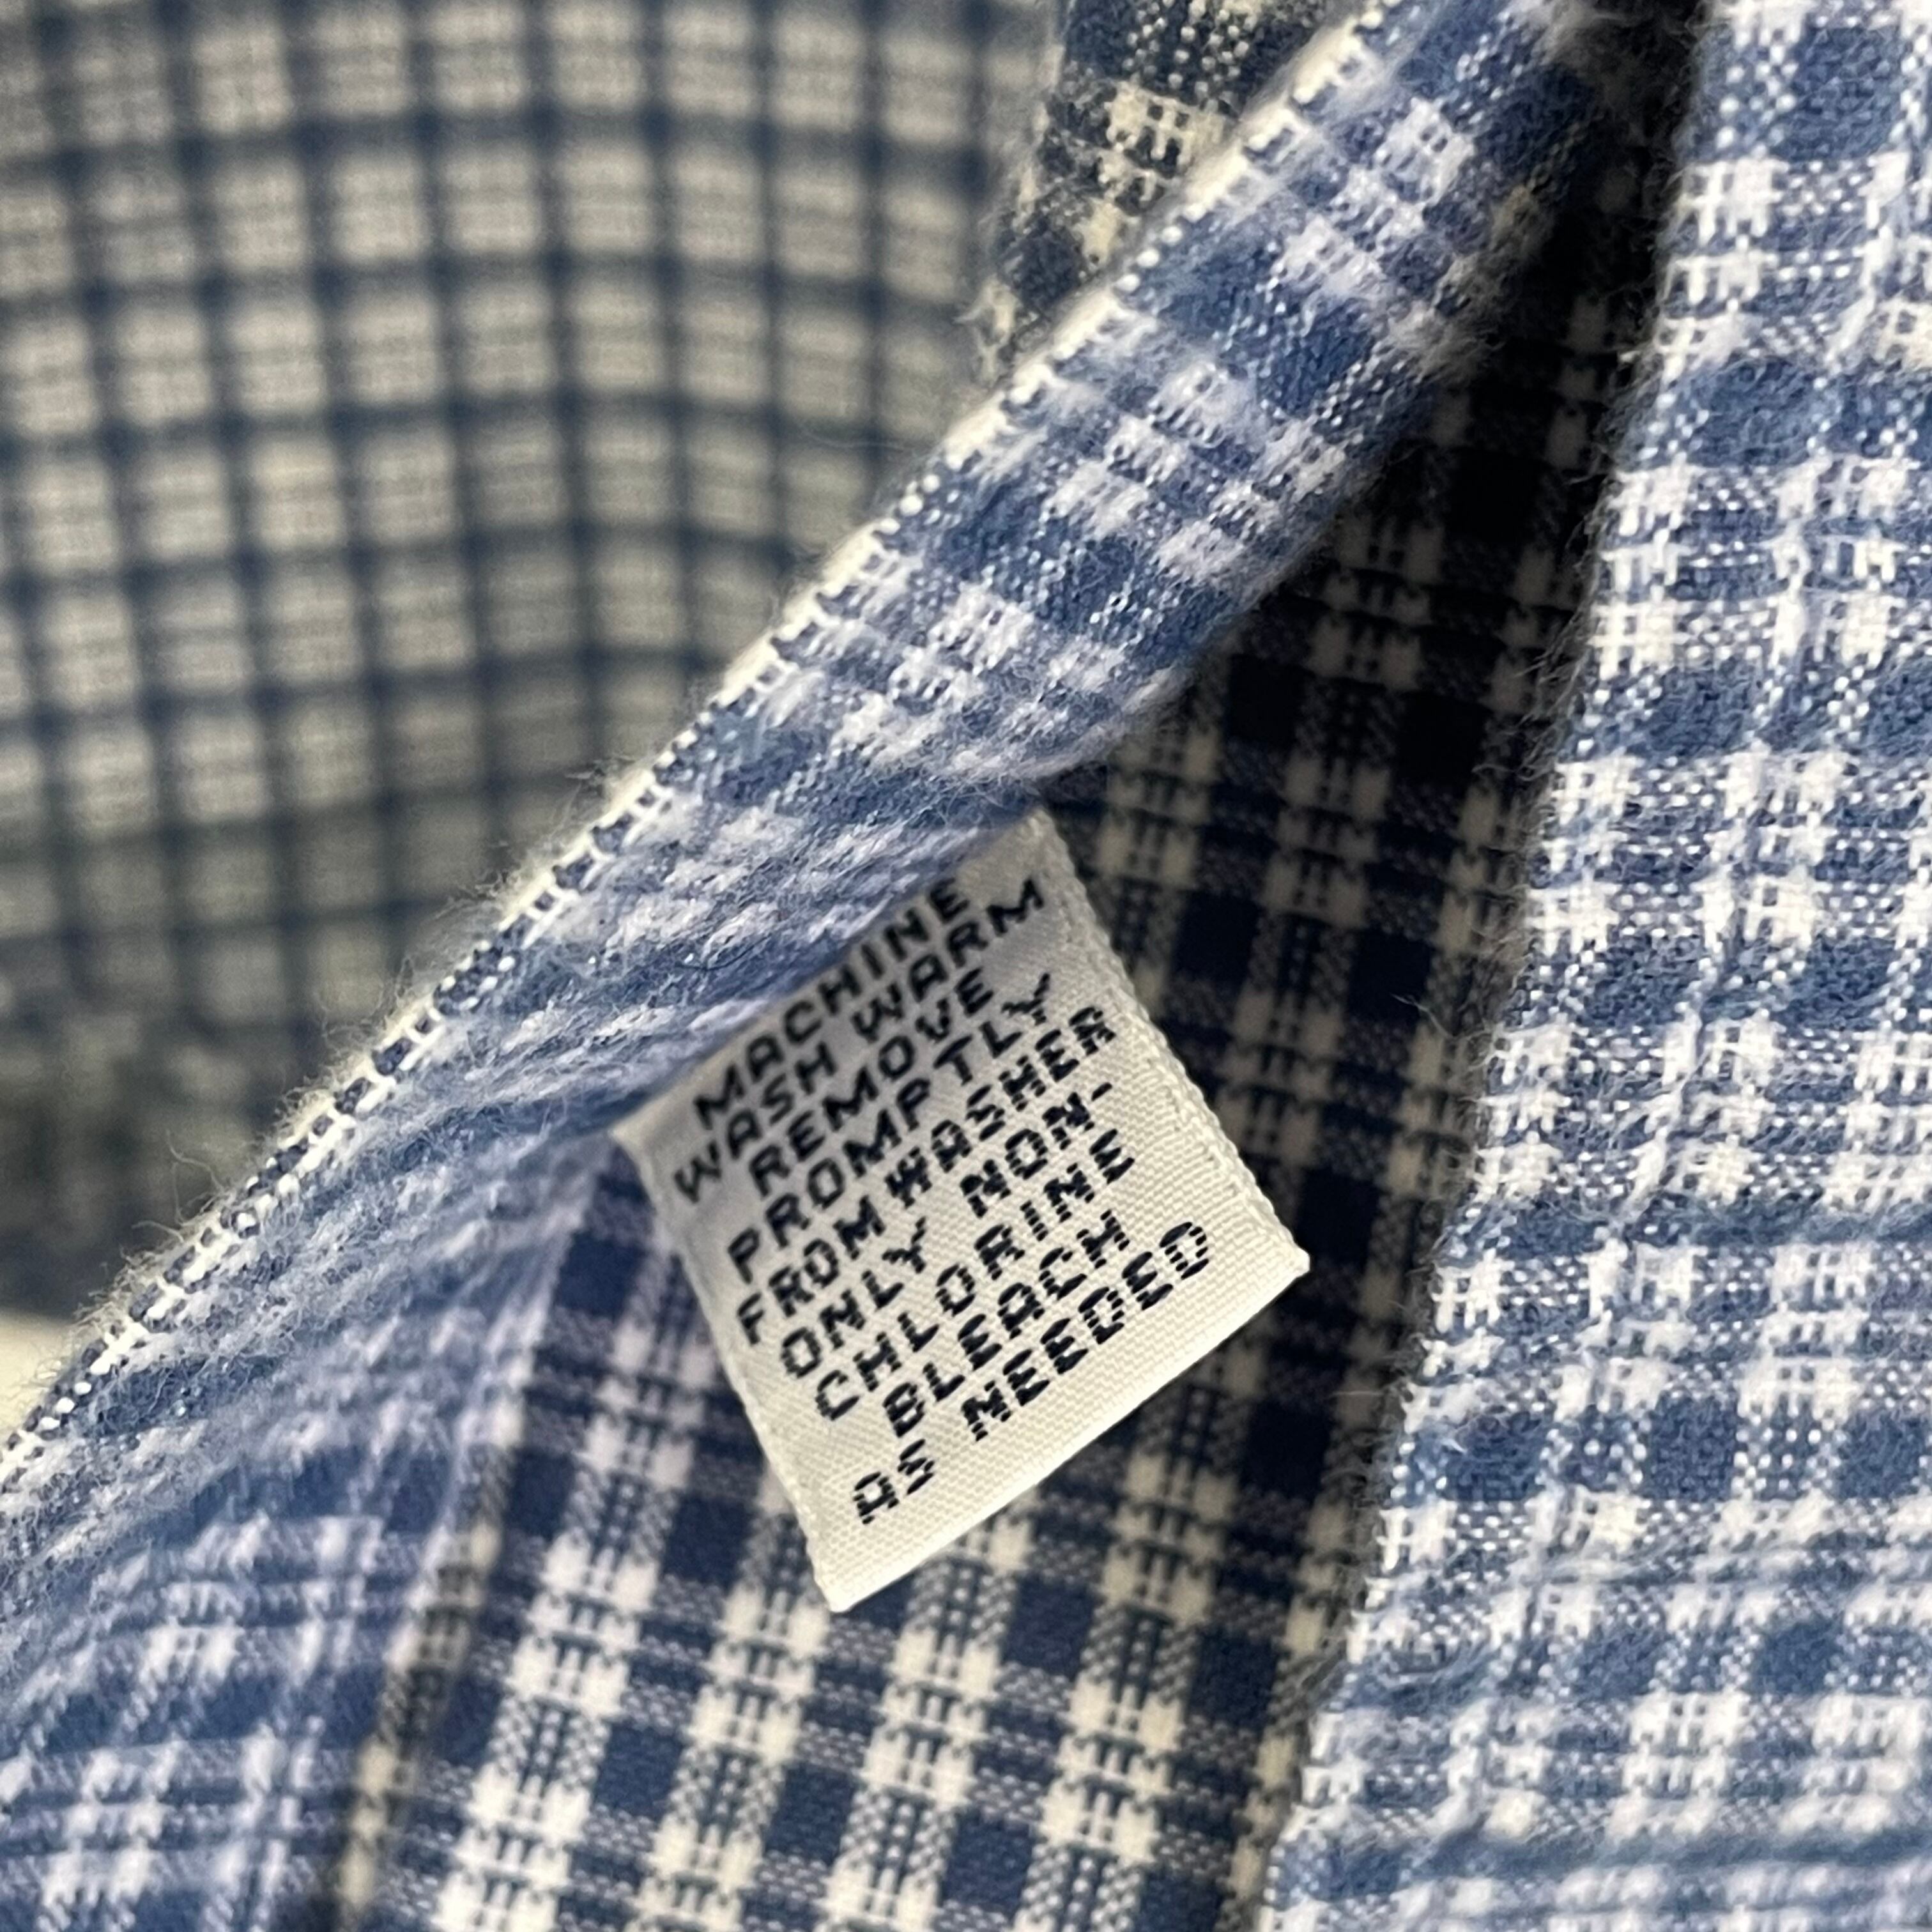 MACHINE
WASH WARM
REMOVE
PROMPTLY
FROM WASHER
ONLY NON-
CHLORINE
BLEACH
AS NEEDED